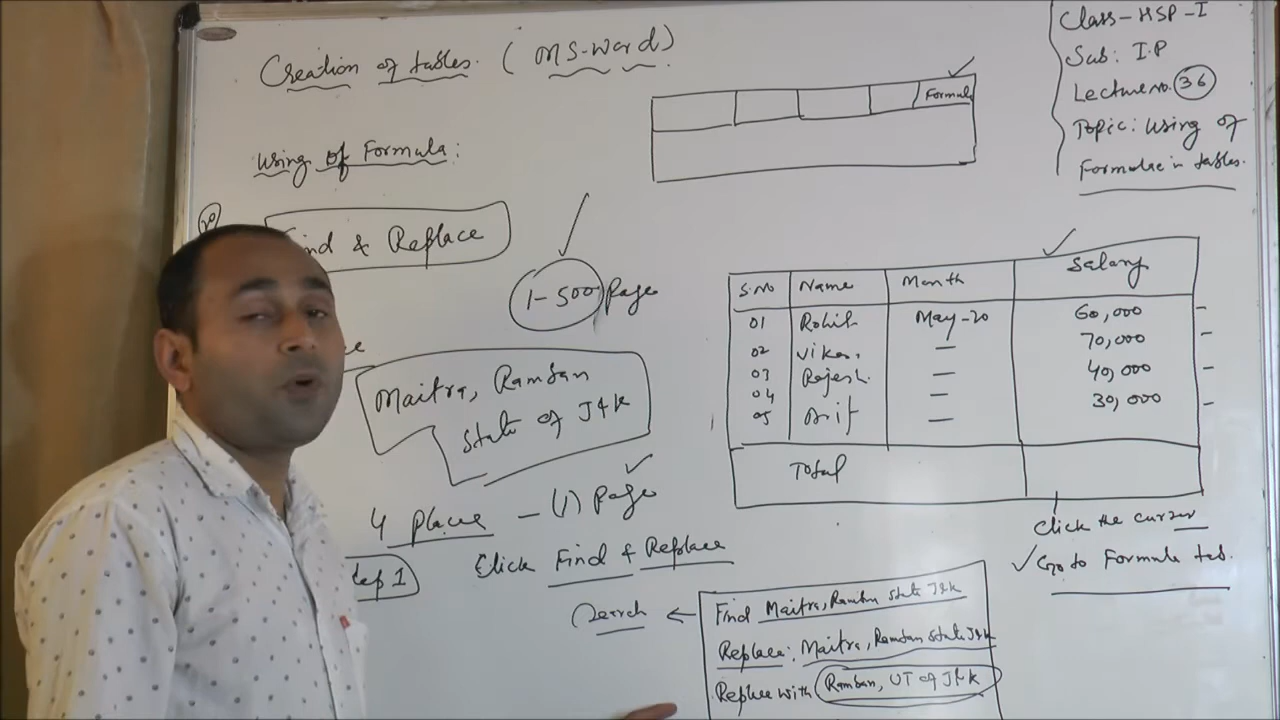 Creation of tables. (MS-Word)
Using of Formula:
Find & Replace
1-500 page
Maitra, Ramban
State of J&K
4 places - (1) page
Step 1
Click Find & Replace
Search ←
Formula
Class-HSP-I
Sub: I.P
Lecture no. 36
Topic: Using of
Formulae in tables.
S.No Name Month Salary
01 Rohit May-20 60,000
02 Vikas. — 70,000
03 Rajesh. — 40,000
04 — 30,000
05 Arif —
Total
Click the curser
Go to Formula tab.
Find Maitra, Ramban State J&K
Replace: Maitra, Ramban State J&K
Replace with Ramban, UT of J&K